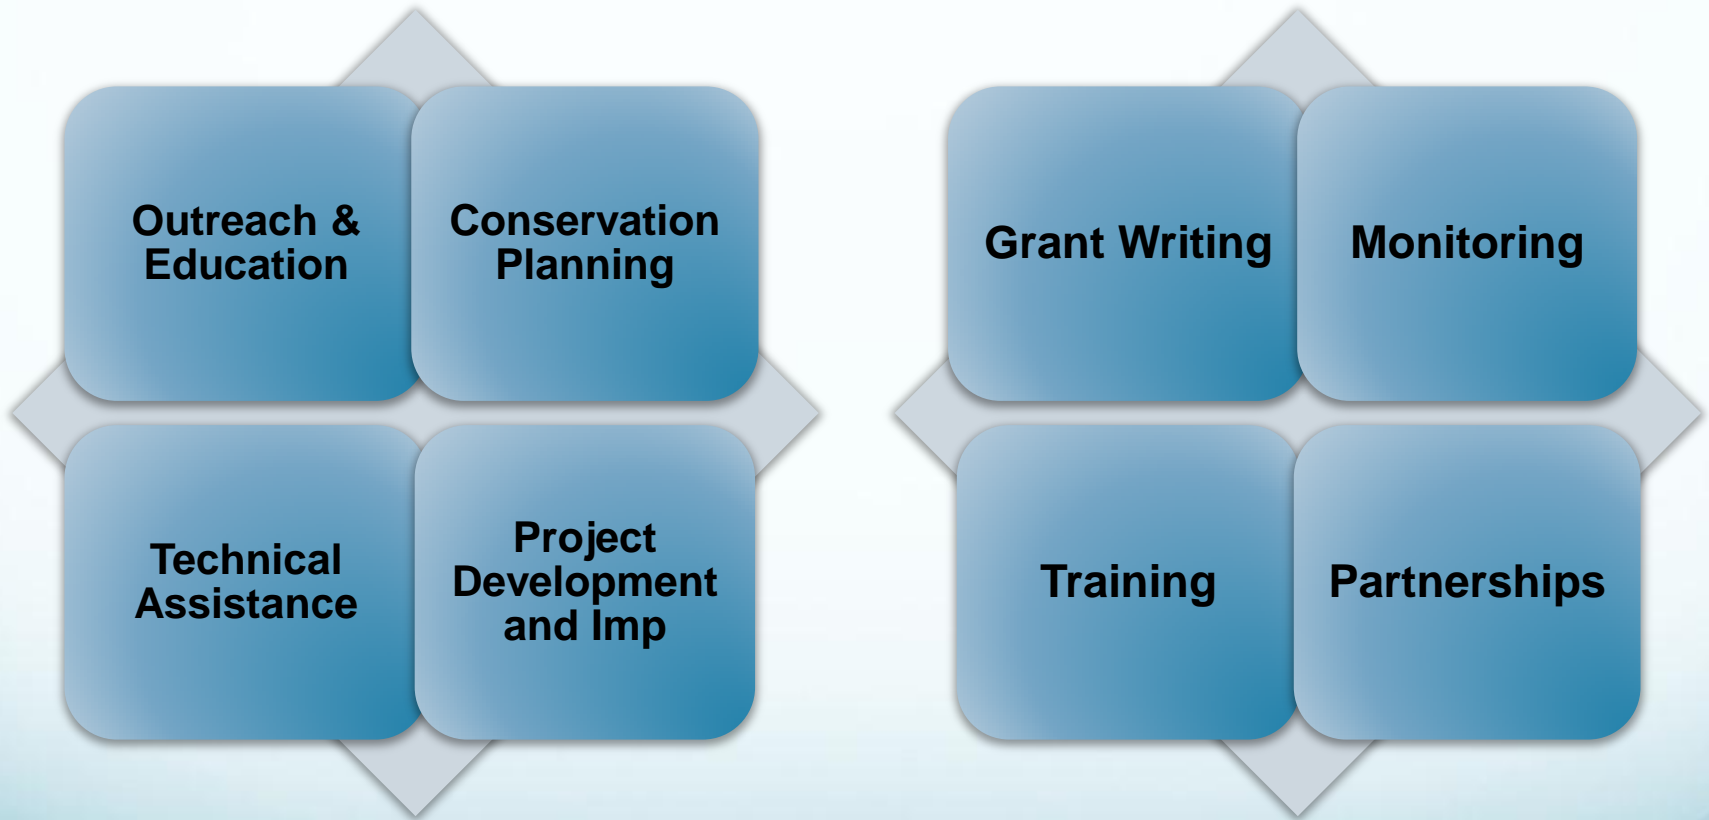 Outreach &
Education
Conservation
Planning
Technical
Assistance
Project
Development
and Imp
Grant Writing
Monitoring
Training
Partnerships